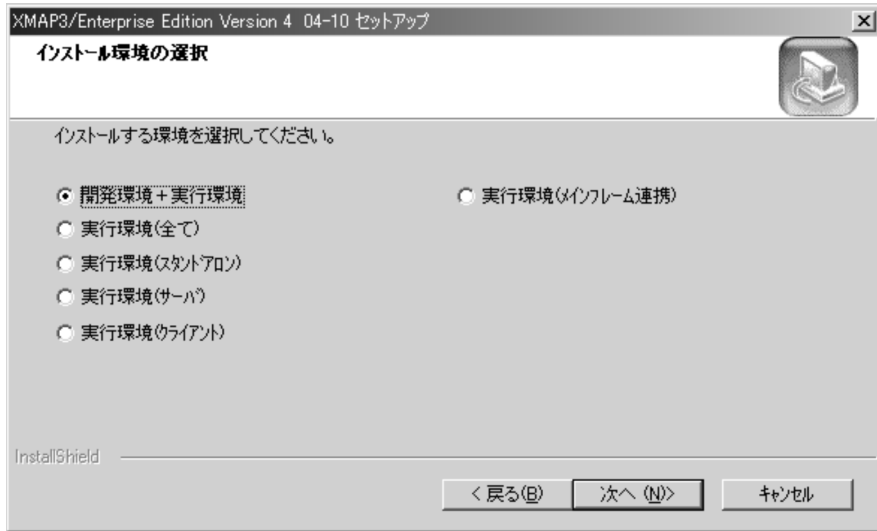 XMAP3/Enterprise Edition Version 4 04-10 セットアップ
インストール環境の選択
インストールする環境を選択してください。
開発環境+実行環境
実行環境(メインフレーム連携)
実行環境(全て)
実行環境(スタンドアロン)
実行環境(サーバ)
実行環境(クライアント)
InstallShield
< 戻る(B)
次へ (N)>
キャンセル